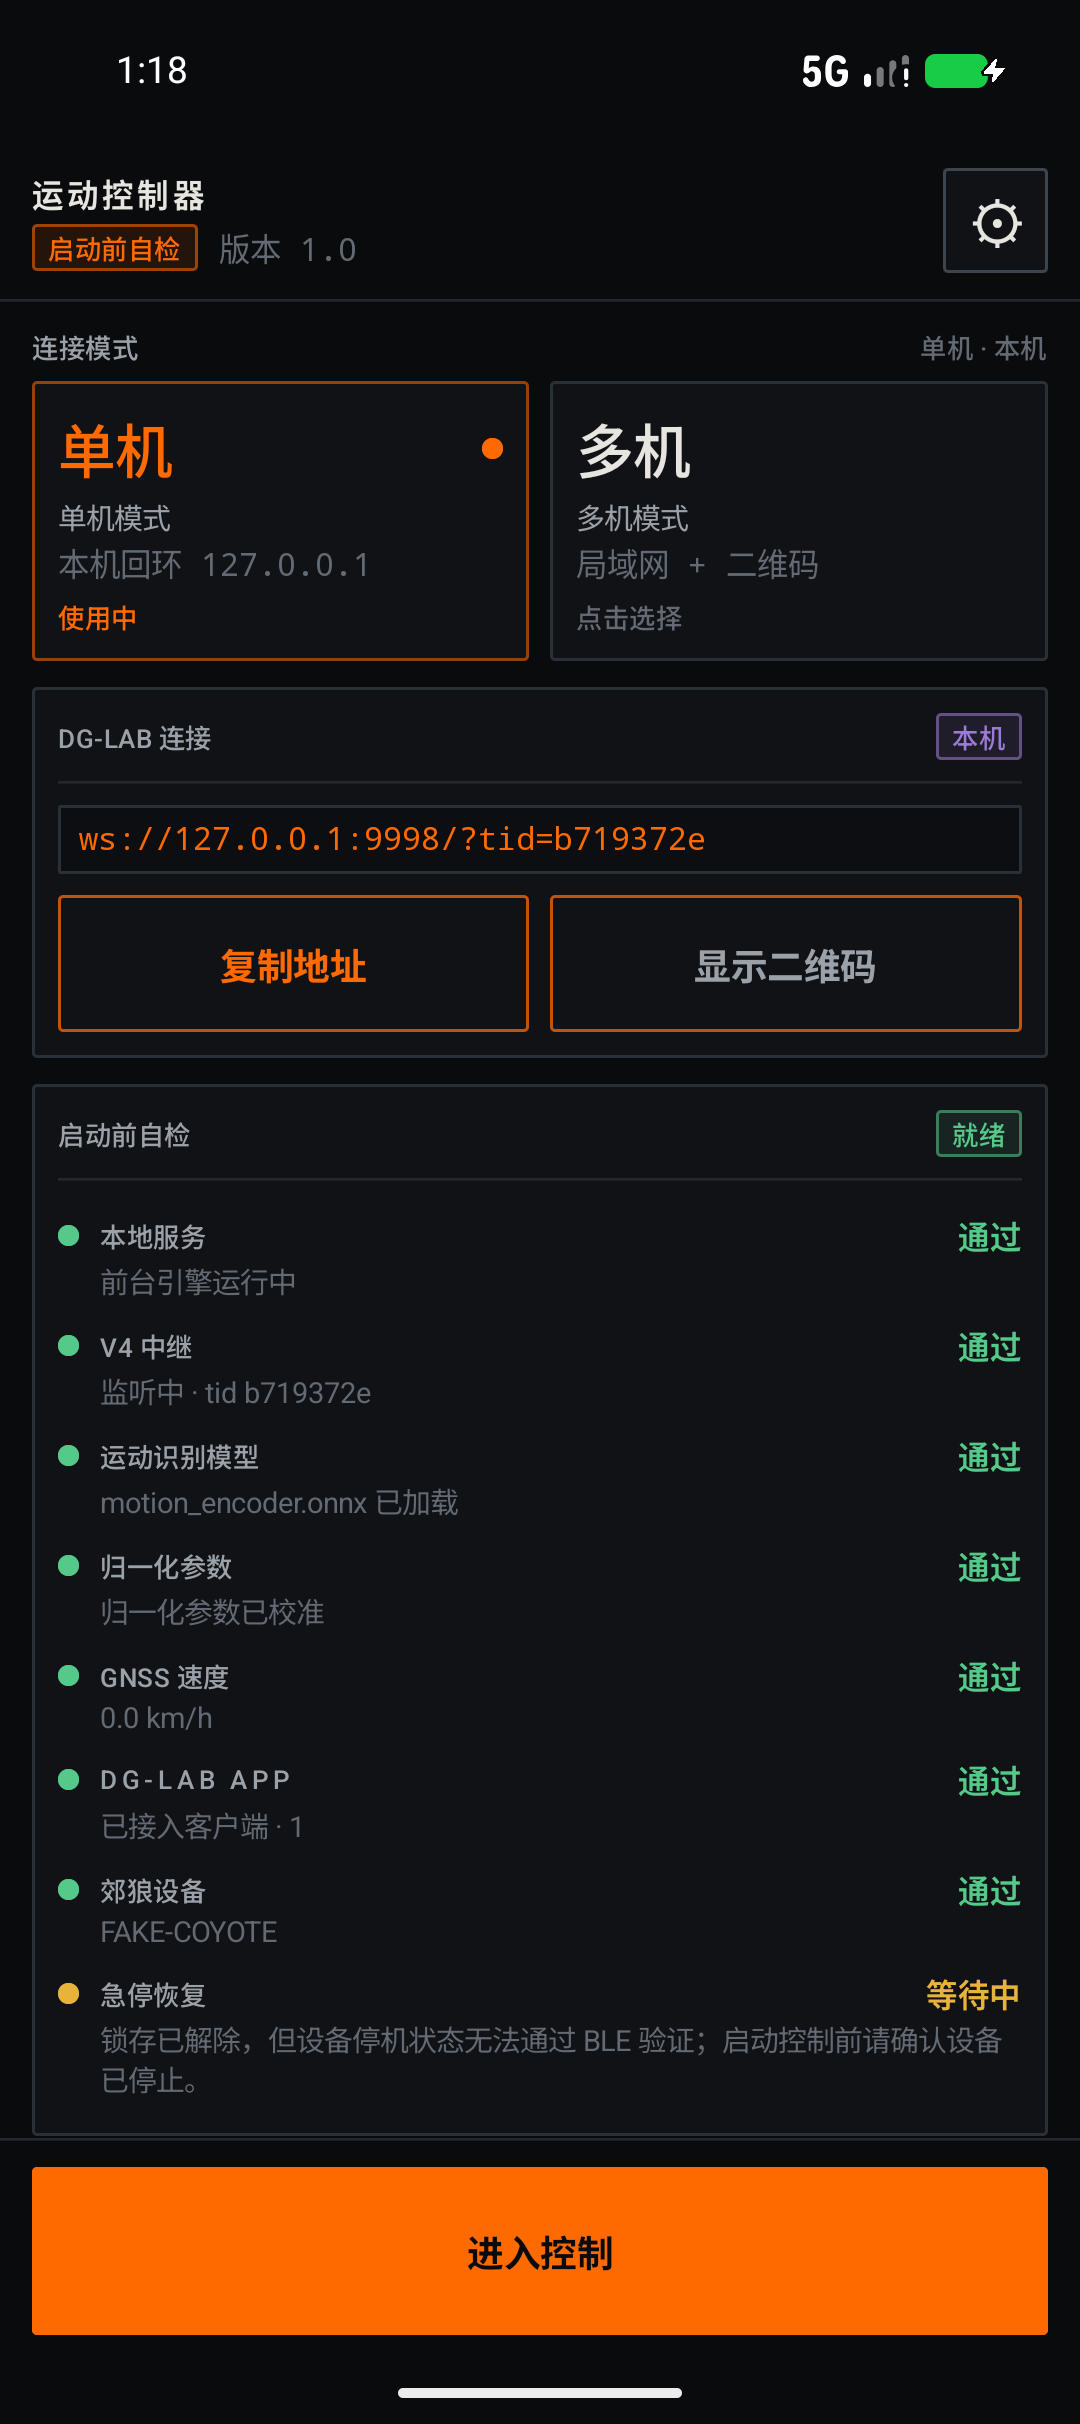 1:18
5G
运动控制器
启动前自检 版本 1.0
连接模式 单机 · 本机
单机
单机模式
本机回环 127.0.0.1
使用中
多机
多机模式
局域网 + 二维码
点击选择
DG-LAB 连接 本机
ws://127.0.0.1:9998/?tid=b719372e
复制地址 显示二维码
启动前自检 就绪
本地服务 通过
前台引擎运行中
V4 中继 通过
监听中 · tid b719372e
运动识别模型 通过
motion_encoder.onnx 已加载
归一化参数 通过
归一化参数已校准
GNSS 速度 通过
0.0 km/h
DG-LAB APP 通过
已接入客户端 · 1
郊狼设备 通过
FAKE-COYOTE
急停恢复 等待中
锁存已解除，但设备停机状态无法通过 BLE 验证；启动控制前请确认设备
已停止。
进入控制